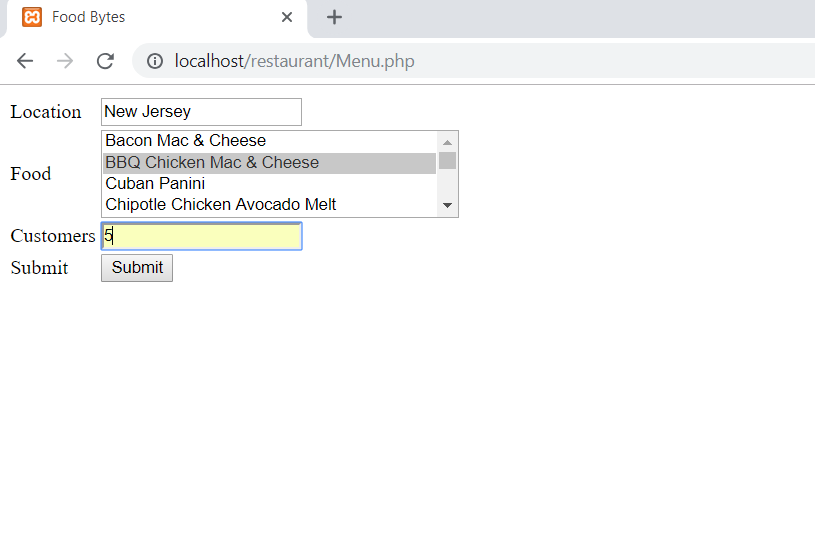 Food Bytes
localhost/restaurant/Menu.php
Location New Jersey
Bacon Mac & Cheese
BBQ Chicken Mac & Cheese
Food
Cuban Panini
Chipotle Chicken Avocado Melt
Customers 5
Submit Submit